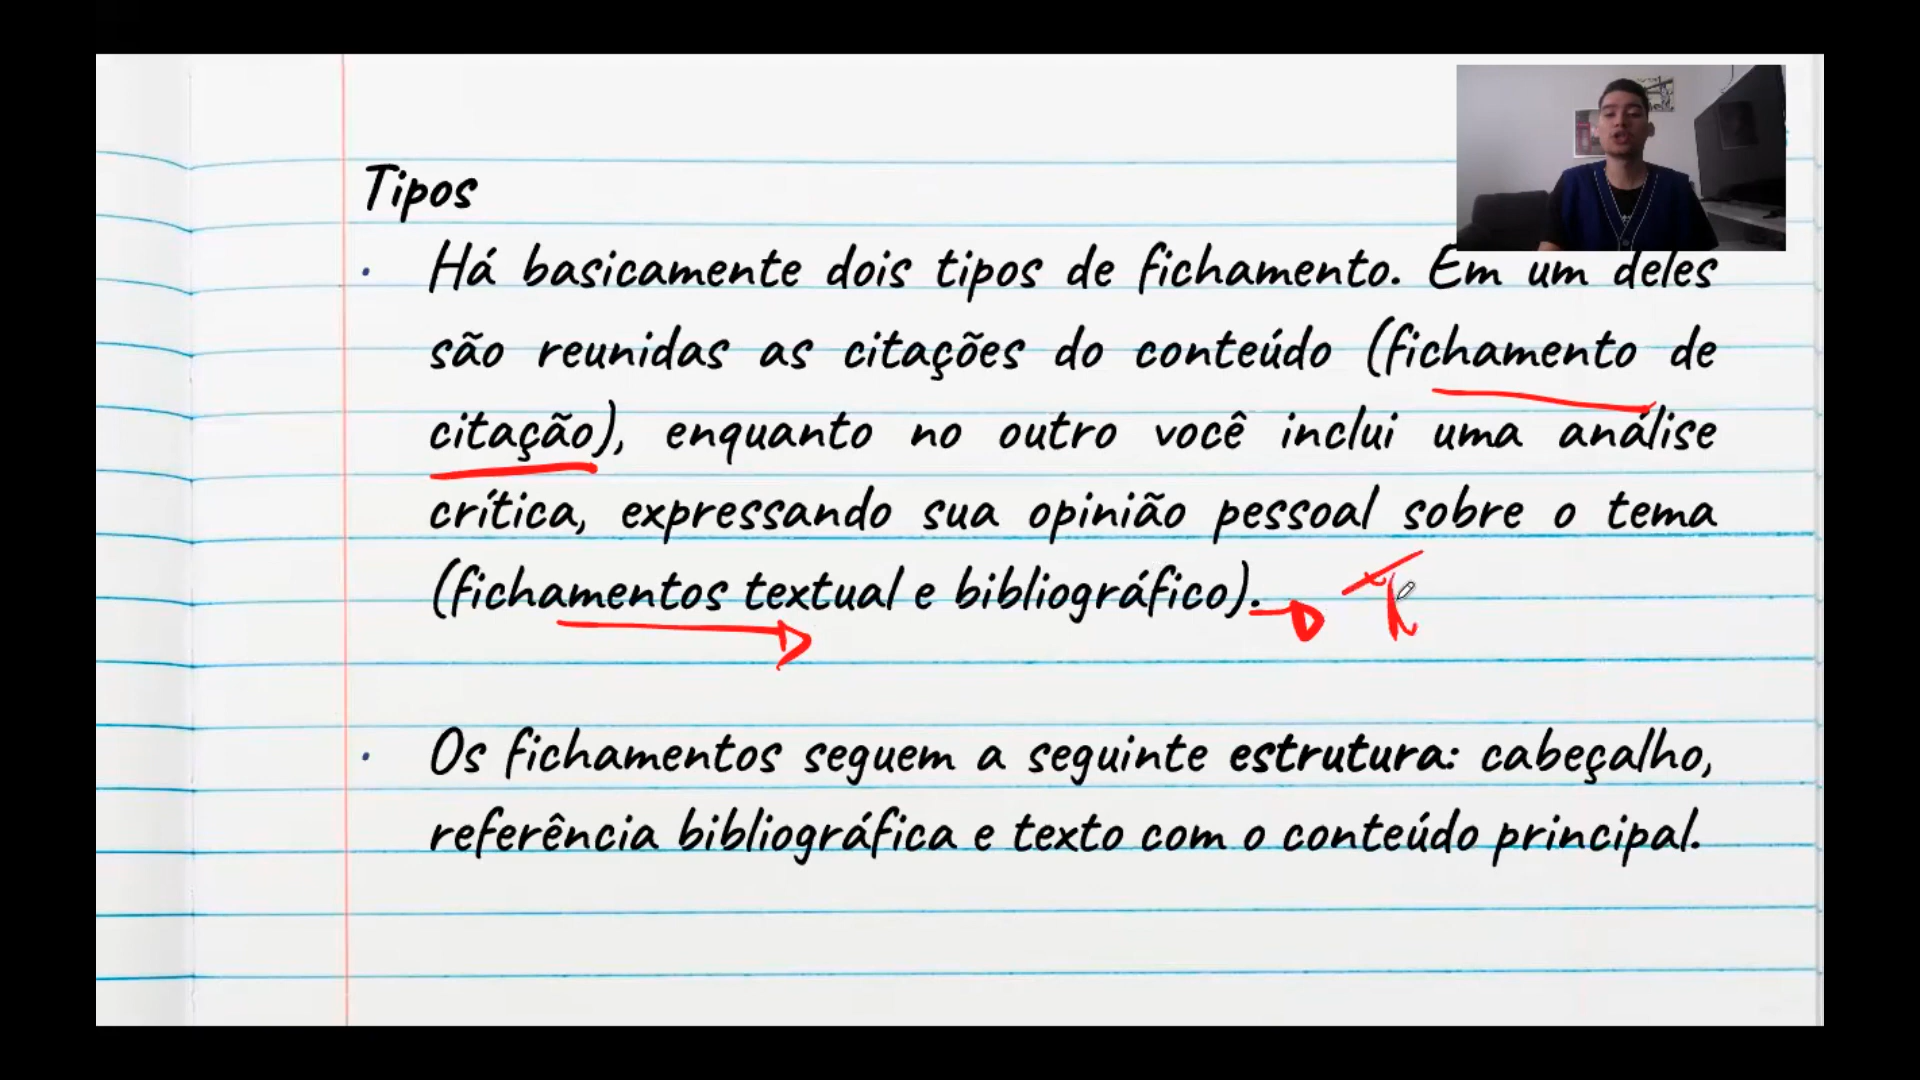 Tipos
• Há basicamente dois tipos de fichamento. Em um deles
são reunidas as citações do conteúdo (fichamento de
citação), enquanto no outro você inclui uma análise
crítica, expressando sua opinião pessoal sobre o tema
(fichamentos textual e bibliográfico).
• Os fichamentos seguem a seguinte estrutura: cabeçalho,
referência bibliográfica e texto com o conteúdo principal.